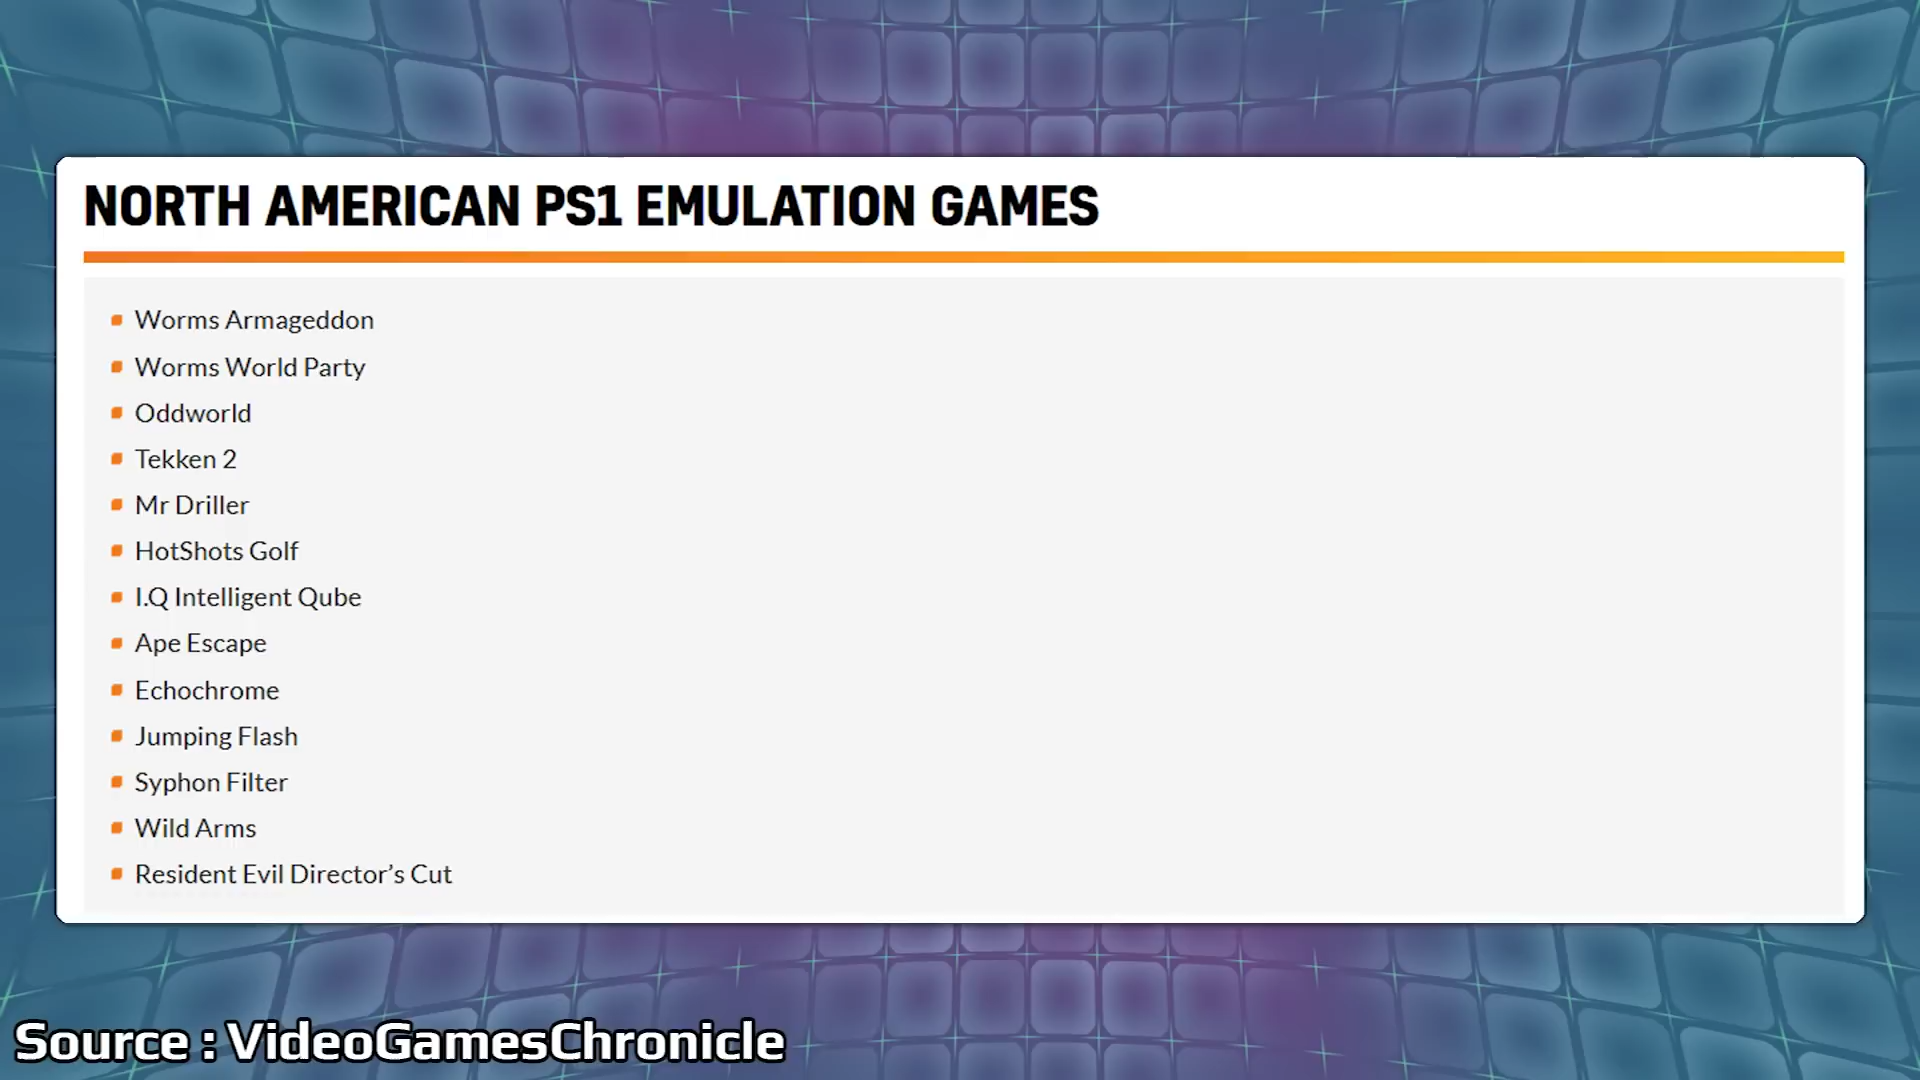 NORTH AMERICAN PS1 EMULATION GAMES
Worms Armageddon
Worms World Party
Oddworld
Tekken 2
Mr Driller
HotShots Golf
I.Q Intelligent Qube
Ape Escape
Echochrome
Jumping Flash
Syphon Filter
Wild Arms
Resident Evil Director’s Cut
Source : VideoGamesChronicle